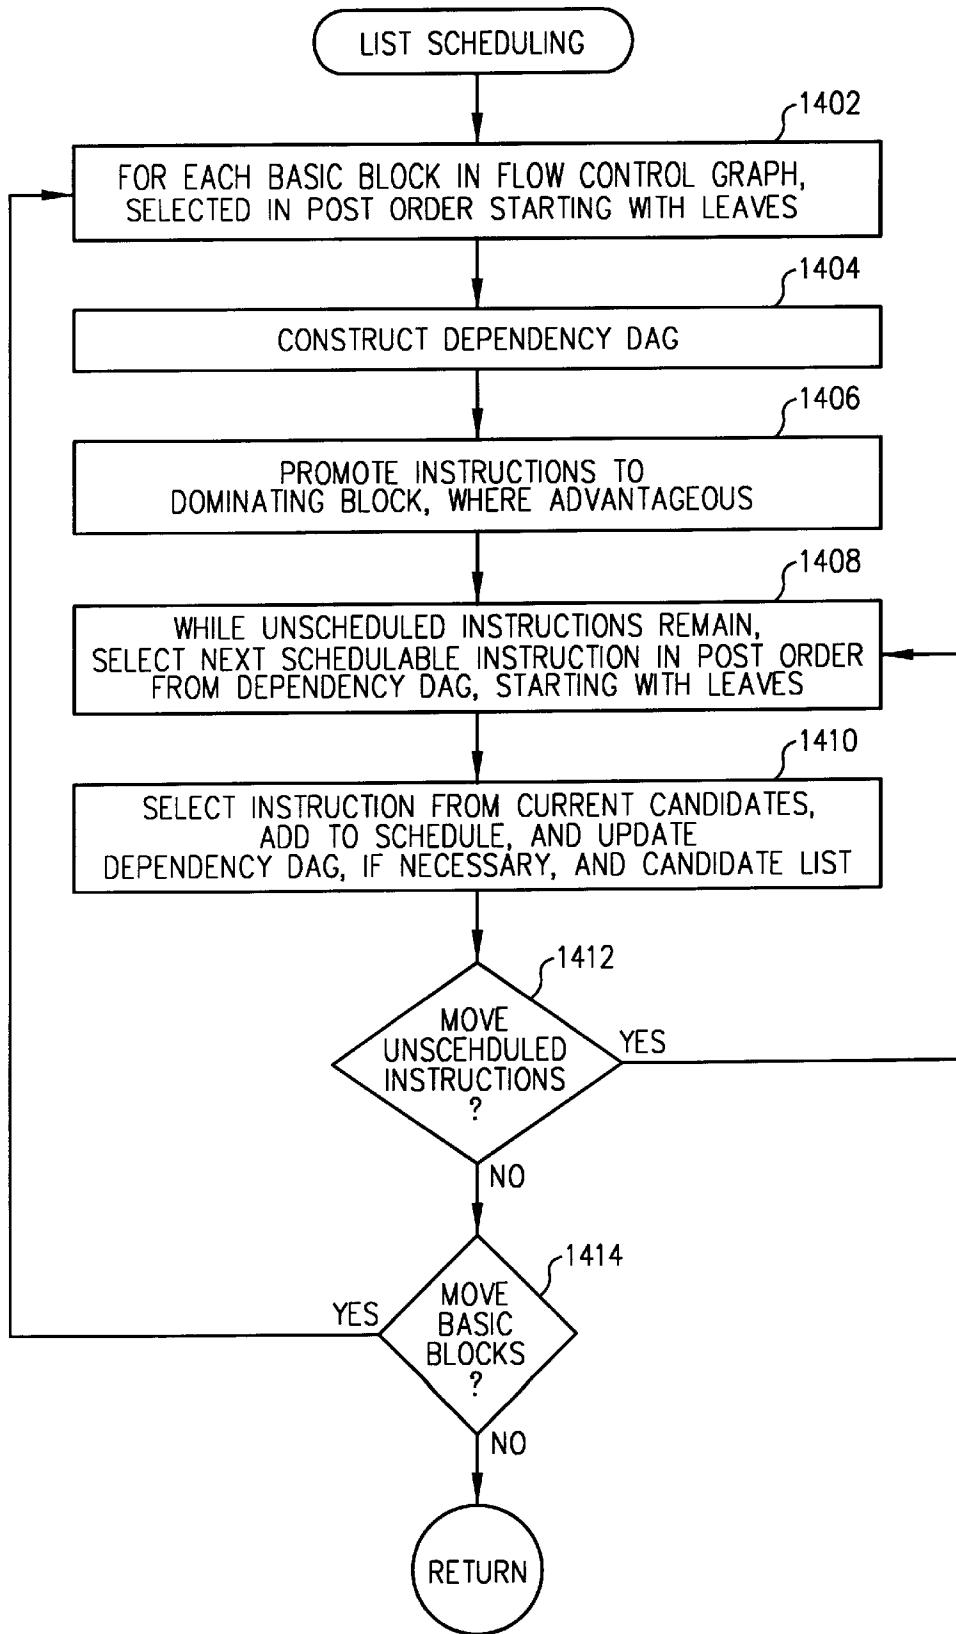 LIST SCHEDULING
1402
FOR EACH BASIC BLOCK IN FLOW CONTROL GRAPH,
SELECTED IN POST ORDER STARTING WITH LEAVES
1404
CONSTRUCT DEPENDENCY DAG
1406
PROMOTE INSTRUCTIONS TO
DOMINATING BLOCK, WHERE ADVANTAGEOUS
1408
WHILE UNSCHEDULED INSTRUCTIONS REMAIN,
SELECT NEXT SCHEDULABLE INSTRUCTION IN POST ORDER
FROM DEPENDENCY DAG, STARTING WITH LEAVES
1410
SELECT INSTRUCTION FROM CURRENT CANDIDATES,
ADD TO SCHEDULE, AND UPDATE
DEPENDENCY DAG, IF NECESSARY, AND CANDIDATE LIST
1412
MOVE
UNSCEHDULED
INSTRUCTIONS
?
YES
NO
1414
MOVE
BASIC
BLOCKS
?
YES
NO
RETURN